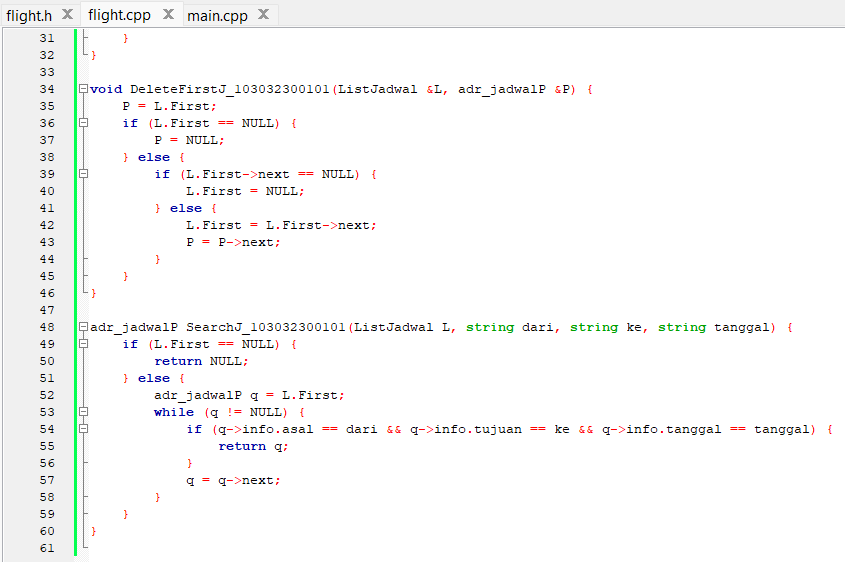 flight.h X flight.cpp X main.cpp X
31 }
32 }
33
34 void DeleteFirstJ_103032300101(ListJadwal &L, adr_jadwalP &P) {
35 P = L.First;
36 if (L.First == NULL) {
37 P = NULL;
38 } else {
39 if (L.First->next == NULL) {
40 L.First = NULL;
41 } else {
42 L.First = L.First->next;
43 P = P->next;
44 }
45 }
46 }
47
48 adr_jadwalP SearchJ_103032300101(ListJadwal L, string dari, string ke, string tanggal) {
49 if (L.First == NULL) {
50 return NULL;
51 } else {
52 adr_jadwalP q = L.First;
53 while (q != NULL) {
54 if (q->info.asal == dari && q->info.tujuan == ke && q->info.tanggal == tanggal) {
55 return q;
56 }
57 q = q->next;
58 }
59 }
60 }
61